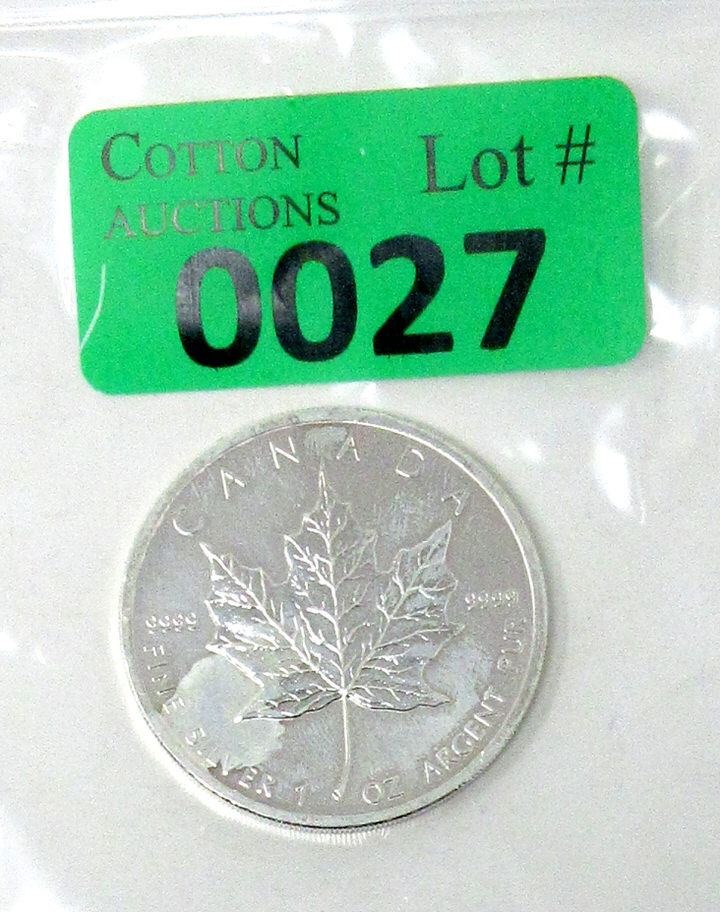 COTTON
AUCTIONS
Lot #
0027
CANADA
9999
9999
FINE SILVER 1 OZ ARGENT PUR